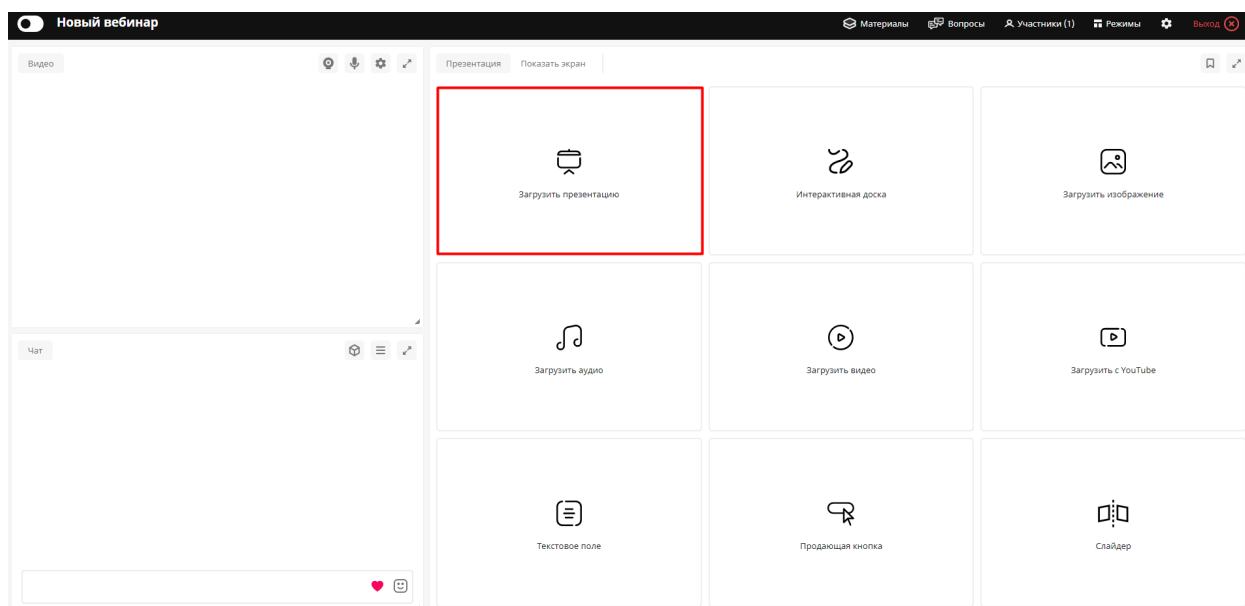 Новый вебинар
Материалы
Вопросы
Участники (1)
Режимы
Выход
Видео
Презентация
Показать экран
Загрузить презентацию
Интерактивная доска
Загрузить изображение
Загрузить аудио
Загрузить видео
Загрузить с YouTube
Чат
Текстовое поле
Продающая кнопка
Слайдер